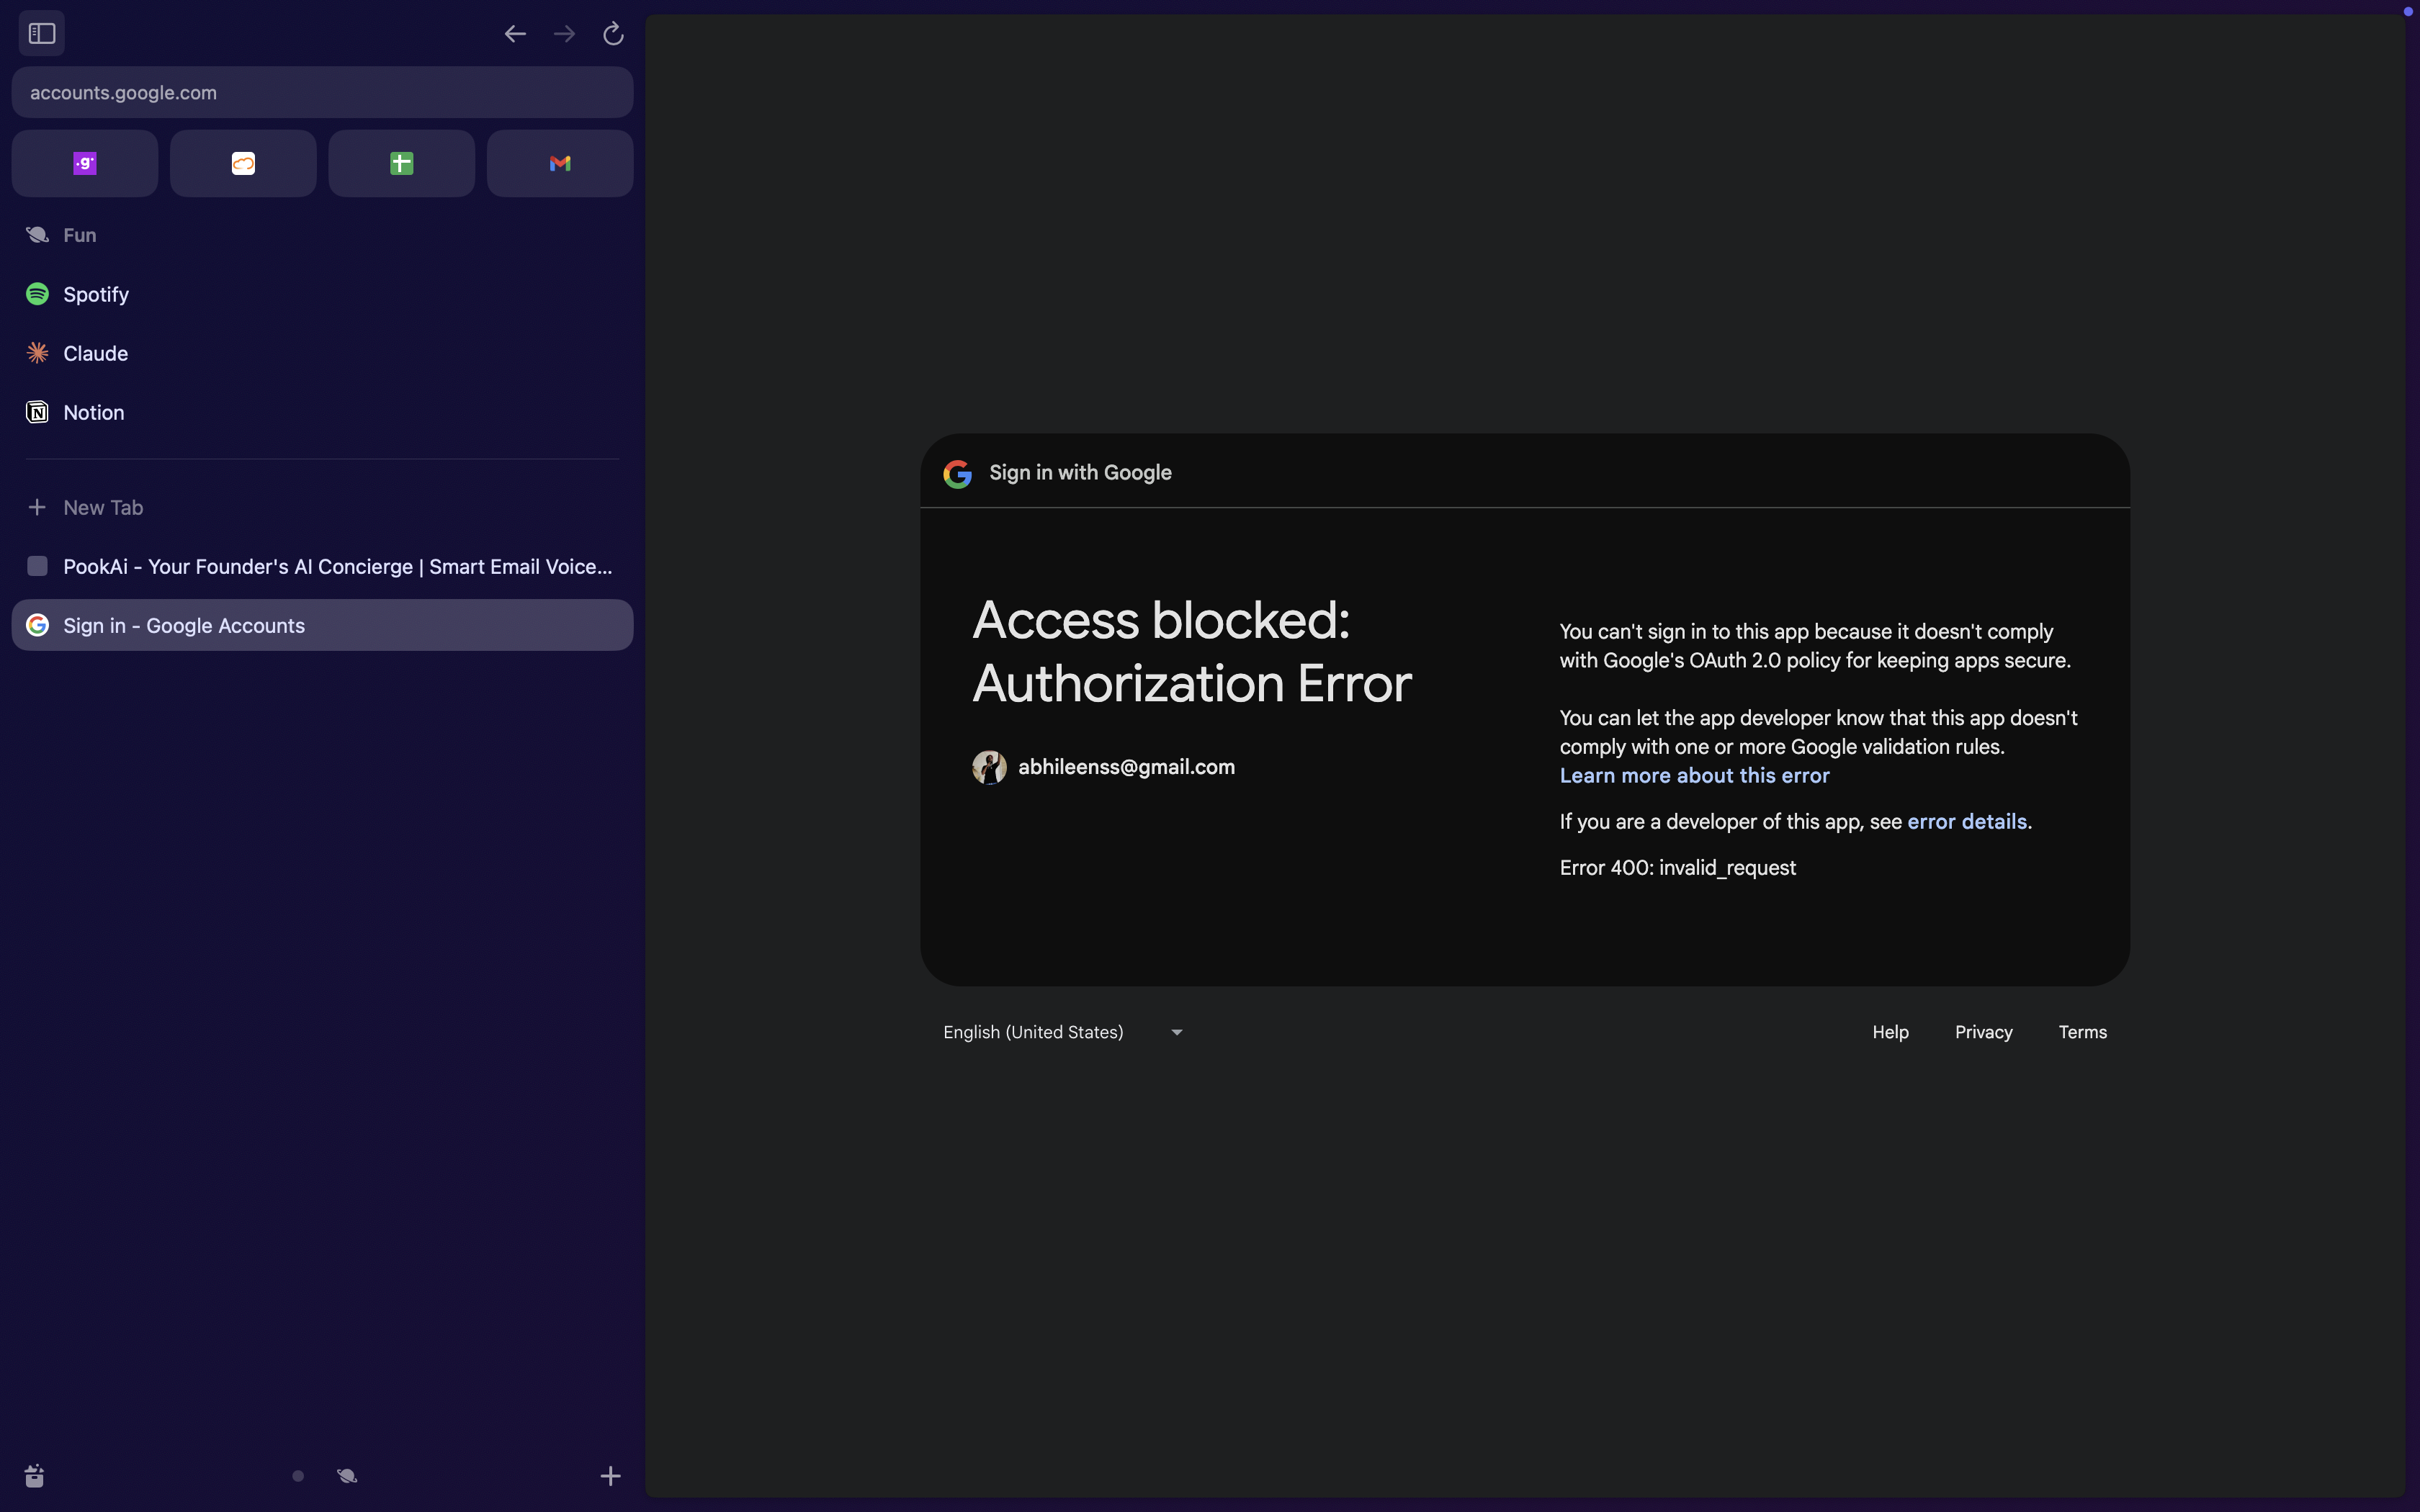 accounts.google.com
.g
Fun
Spotify
Claude
N Notion
New Tab
PookAi - Your Founder's AI Concierge | Smart Email Voice...
Sign in - Google Accounts
Sign in with Google
Access blocked:
Authorization Error
abhileenss@gmail.com
You can't sign in to this app because it doesn't comply
with Google's OAuth 2.0 policy for keeping apps secure.
You can let the app developer know that this app doesn't
comply with one or more Google validation rules.
Learn more about this error
If you are a developer of this app, see error details.
Error 400: invalid_request
English (United States)
Help Privacy Terms